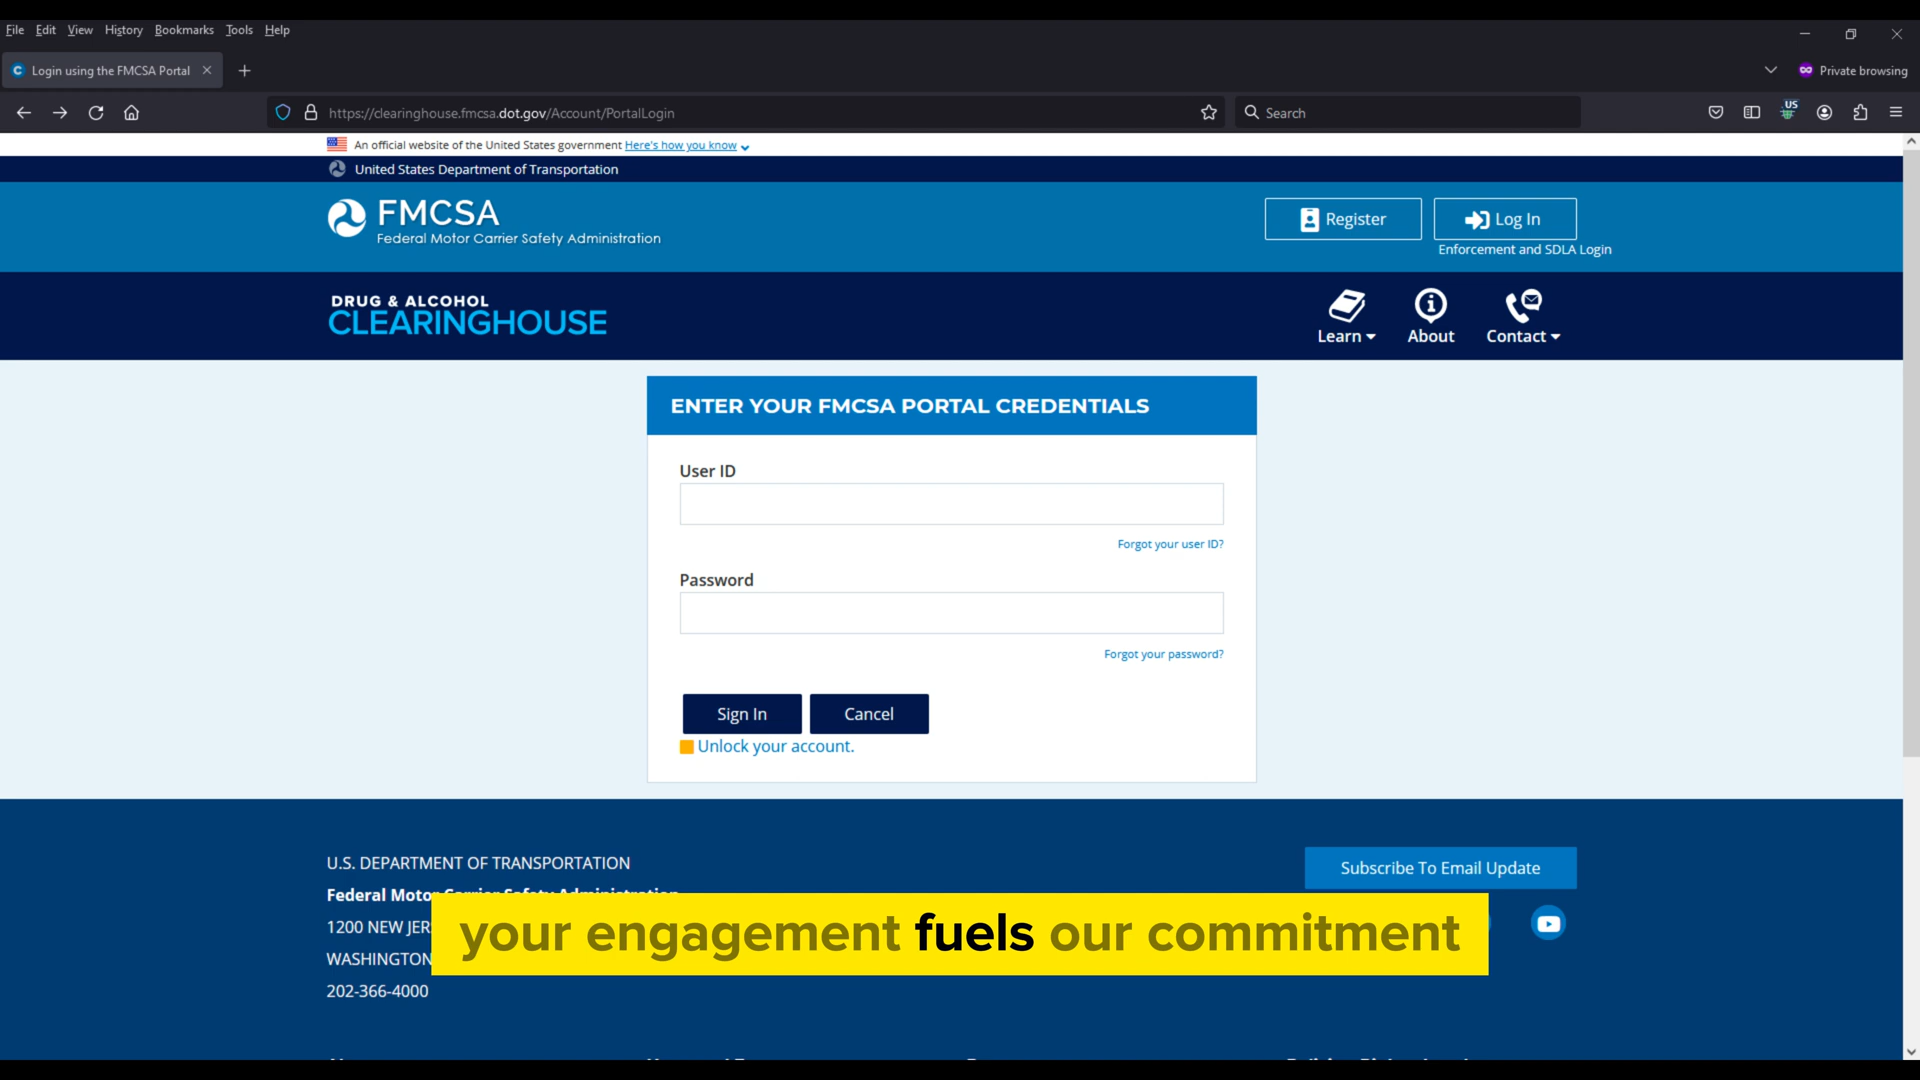 File Edit View History Bookmarks Tools Help
Login using the FMCSA Portal
Private browsing
https://clearinghouse.fmcsa.dot.gov/Account/PortalLogin
Search
US
An official website of the United States government Here's how you know
United States Department of Transportation
FMCSA
Federal Motor Carrier Safety Administration
Register
Log In
Enforcement and SDLA Login
DRUG & ALCOHOL
CLEARINGHOUSE
Learn
About
Contact
ENTER YOUR FMCSA PORTAL CREDENTIALS
User ID
Forgot your user ID?
Password
Forgot your password?
Sign In
Cancel
Unlock your account.
U.S. DEPARTMENT OF TRANSPORTATION
Federal Motor Carrier Safety Administration
1200 NEW JER
WASHINGTON
202-366-4000
Subscribe To Email Update
your engagement fuels our commitment